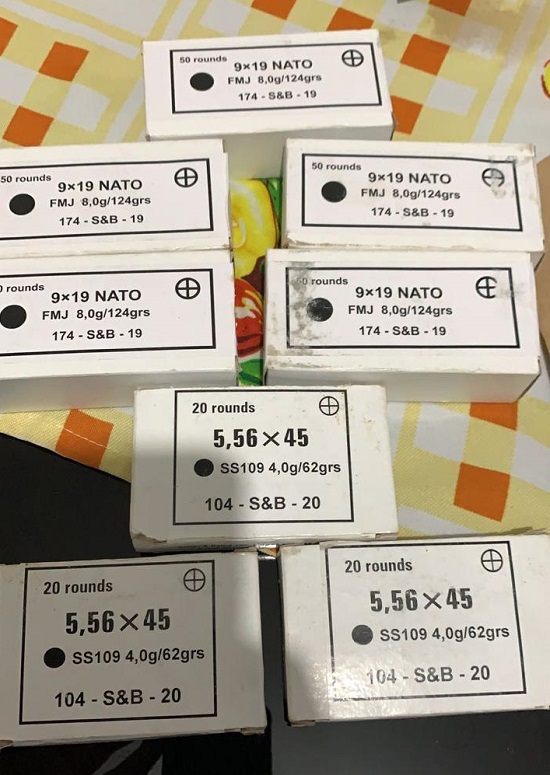 50 rounds
9×19 NATO
FMJ 8,0g/124grs
174 - S&B - 19
50 rounds
9×19 NATO
FMJ 8,0g/124grs
174 - S&B - 19
50 rounds
9×19 NATO
FMJ 8,0g/124grs
174 - S&B - 19
0 rounds
9×19 NATO
FMJ 8,0g/124grs
174 - S&B - 19
50 rounds
9×19 NATO
FMJ 8,0g/124grs
174 - S&B - 19
20 rounds
5,56×45
SS109 4,0g/62grs
104 - S&B - 20
20 rounds
5,56×45
SS109 4,0g/62grs
104 - S&B - 20
20 rounds
5,56×45
SS109 4,0g/62grs
104 - S&B - 20